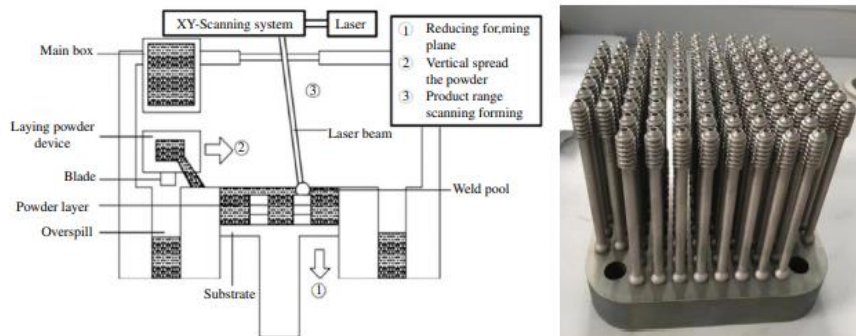 XY-Scanning system
Laser
Main box
Laying powder
device
Blade
Powder layer
Overspill
Substrate
Laser beam
Weld pool
1 Reducing for,ming
plane
2 Vertical spread
the powder
3 Product range
scanning forming
3
2
1